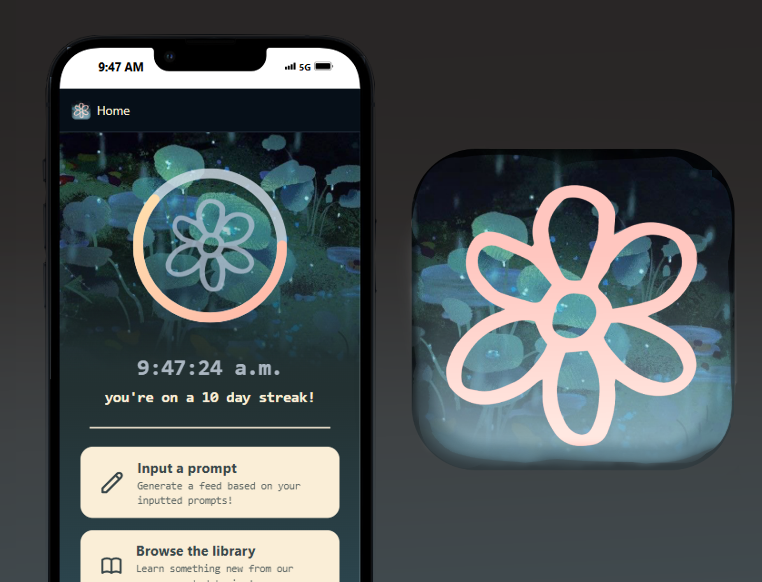 9:47 AM
5G
Home
9:47:24 a.m.
you're on a 10 day streak!
Input a prompt
Generate a feed based on your
inputted prompts!
Browse the library
Learn something new from our